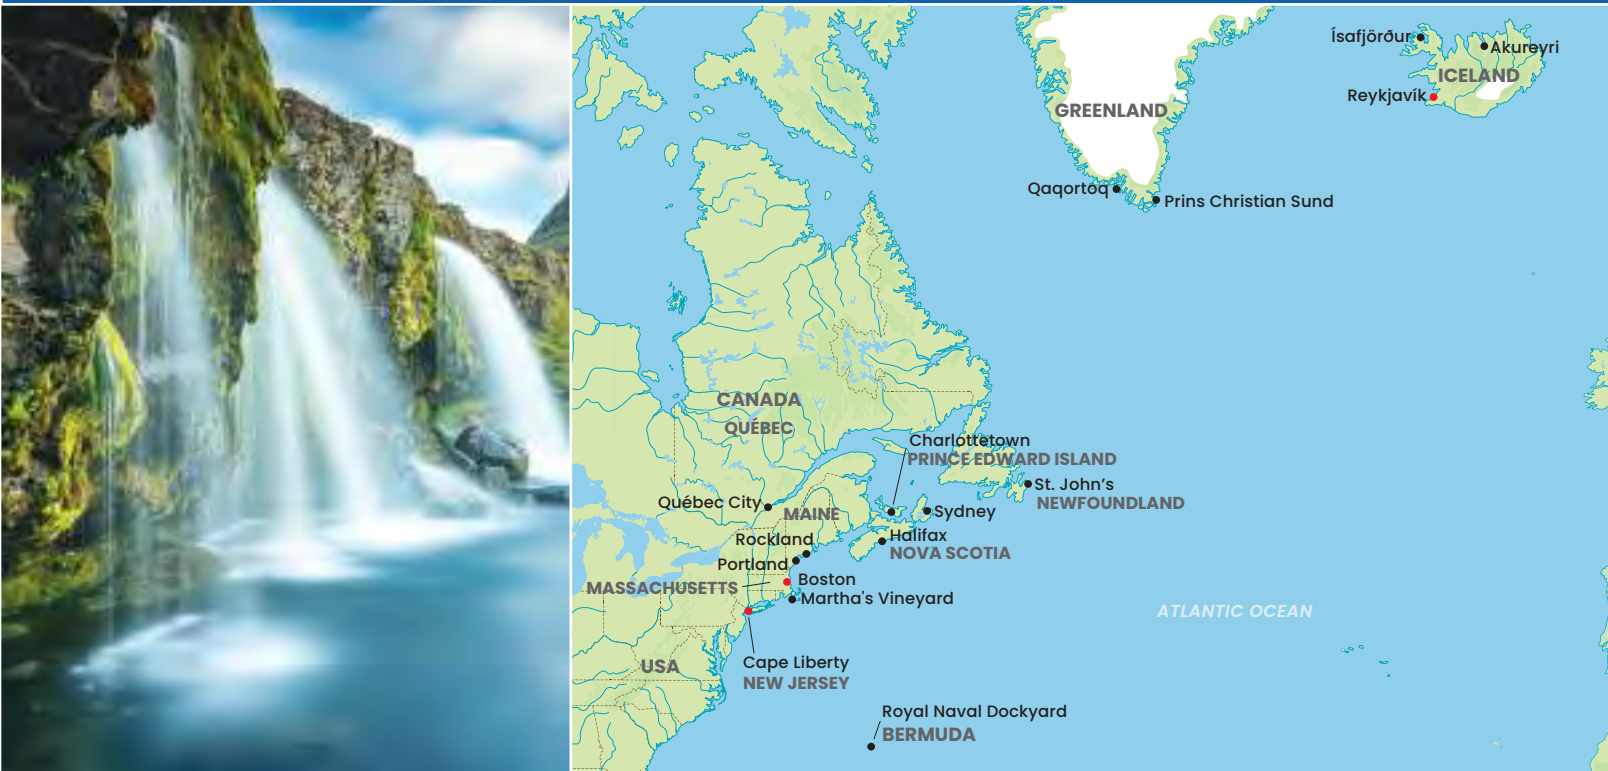 Ísafjörður
Akureyri
ICELAND
Reykjavík
GREENLAND
Qaqortoq
Prins Christian Sund
CANADA
QUÉBEC
Charlottetown
PRINCE EDWARD ISLAND
St. John’s
NEWFOUNDLAND
Québec City
MAINE
Sydney
Rockland
Halifax
NOVA SCOTIA
Portland
Boston
MASSACHUSETTS
Martha's Vineyard
ATLANTIC OCEAN
USA
Cape Liberty
NEW JERSEY
Royal Naval Dockyard
BERMUDA